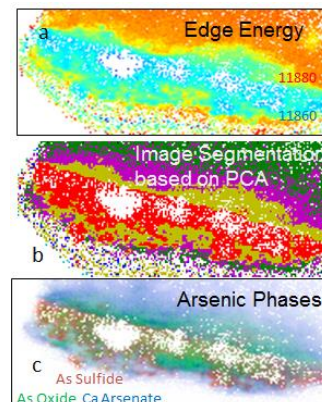 a
Edge Energy
11880
11860
Image Segmentation
based on PCA
b
Arsenic Phases
c
As Sulfide
As Oxide Ca Arsenate